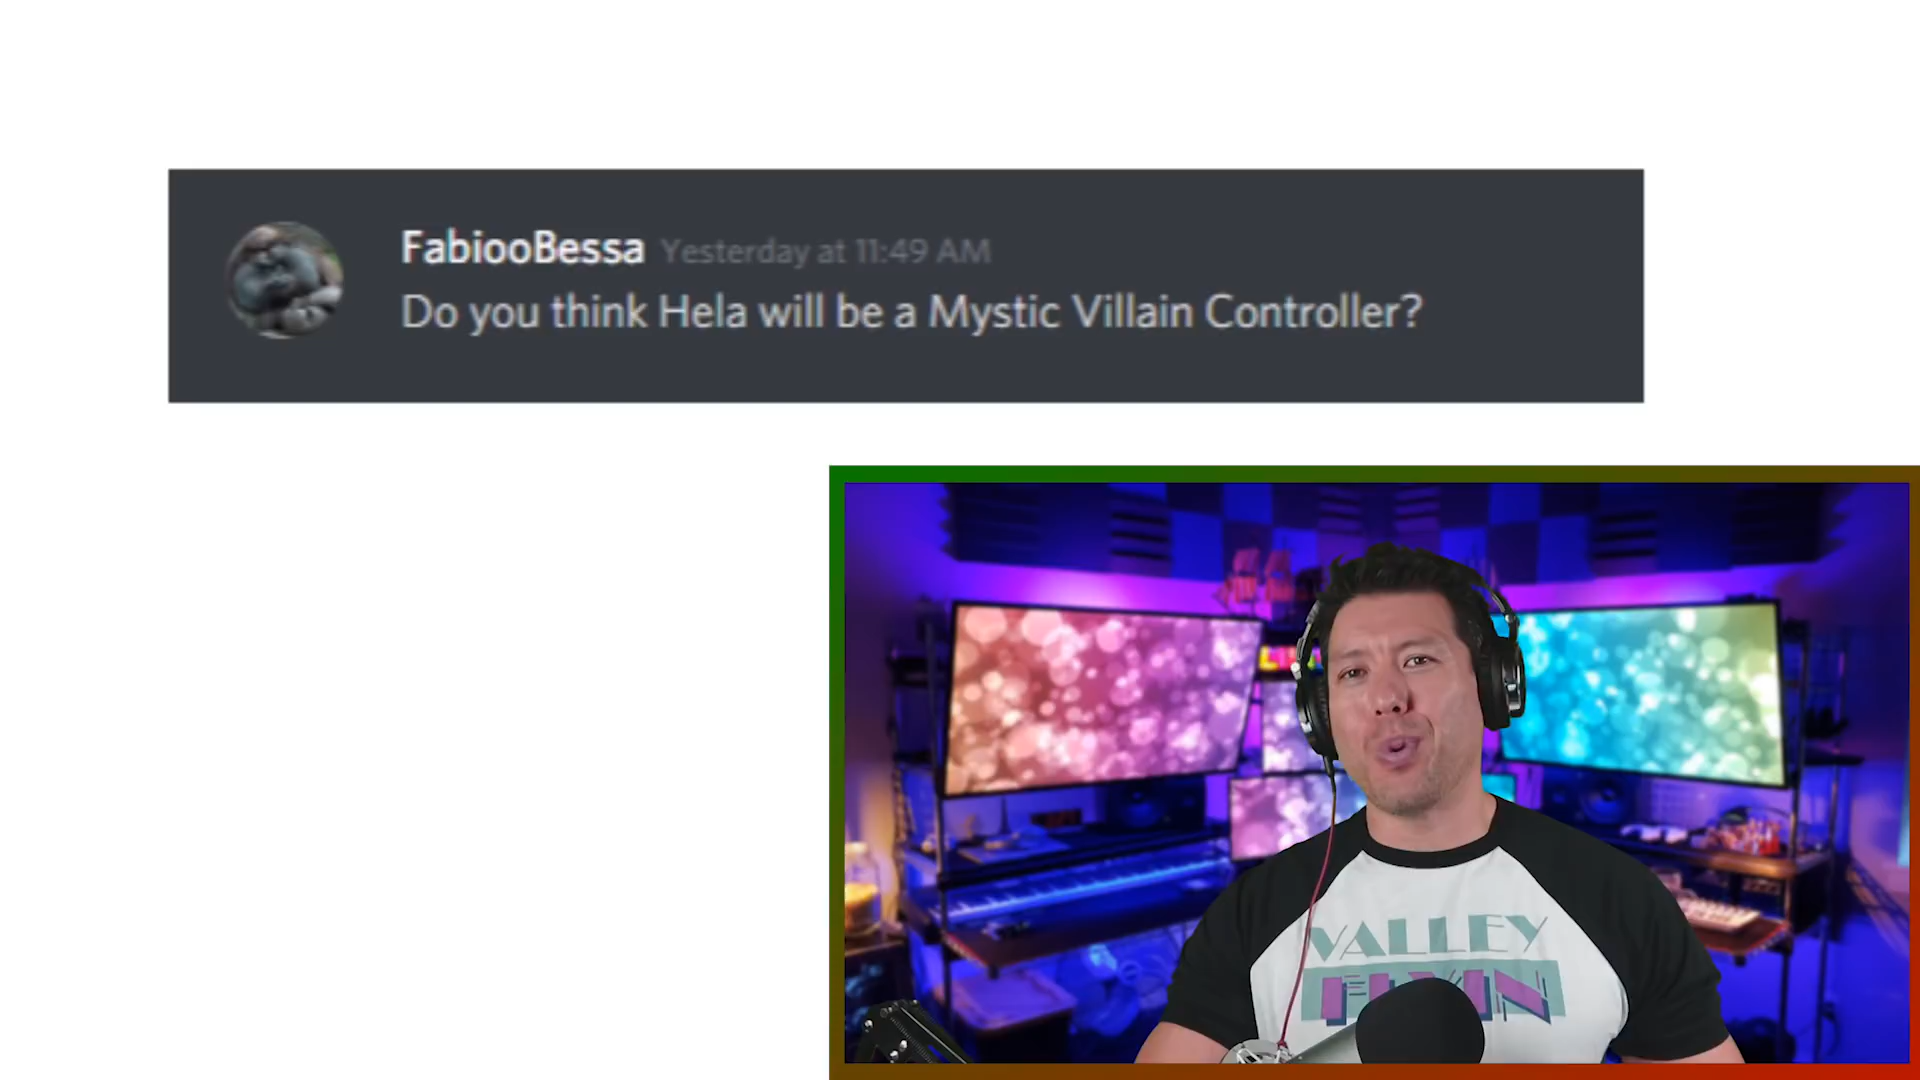 FabiooBessa Yesterday at 11:49 AM
Do you think Hela will be a Mystic Villain Controller?
VALLEY